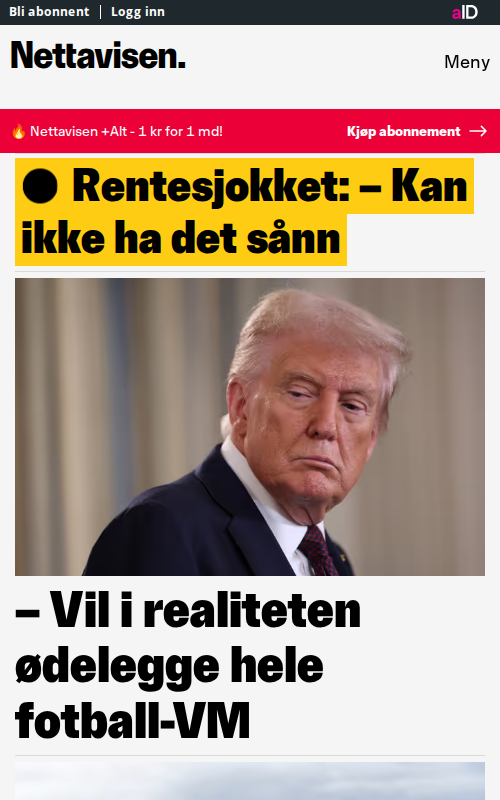 Bli abonnent | Logg inn
aID
Nettavisen.
Meny
🔥 Nettavisen +Alt - 1 kr for 1 md!
Kjøp abonnement →
● Rentesjokket: – Kan
ikke ha det sånn
– Vil i realiteten
ødelegge hele
fotball-VM